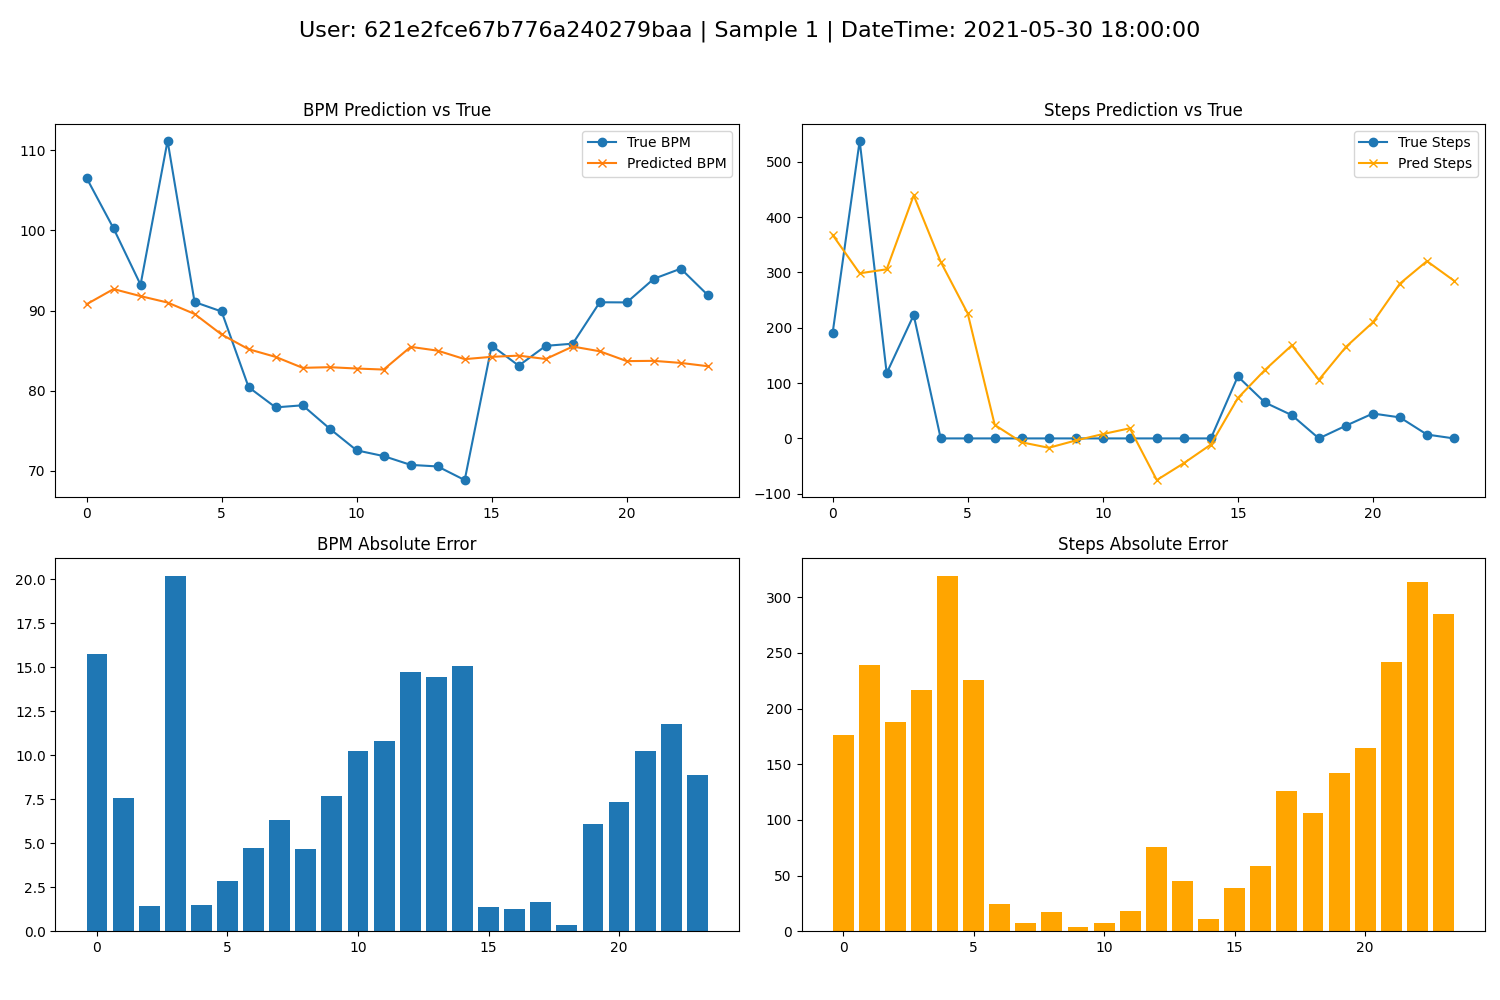 User: 621e2fce67b776a240279baa | Sample 1 | DateTime: 2021-05-30 18:00:00
BPM Prediction vs True
110
100
90
80
70
0 5 10 15 20
True BPM
Predicted BPM
Steps Prediction vs True
500
400
300
200
100
0
−100
0 5 10 15 20
True Steps
Pred Steps
BPM Absolute Error
20.0
17.5
15.0
12.5
10.0
7.5
5.0
2.5
0.0
0 5 10 15 20
Steps Absolute Error
300
250
200
150
100
50
0
0 5 10 15 20